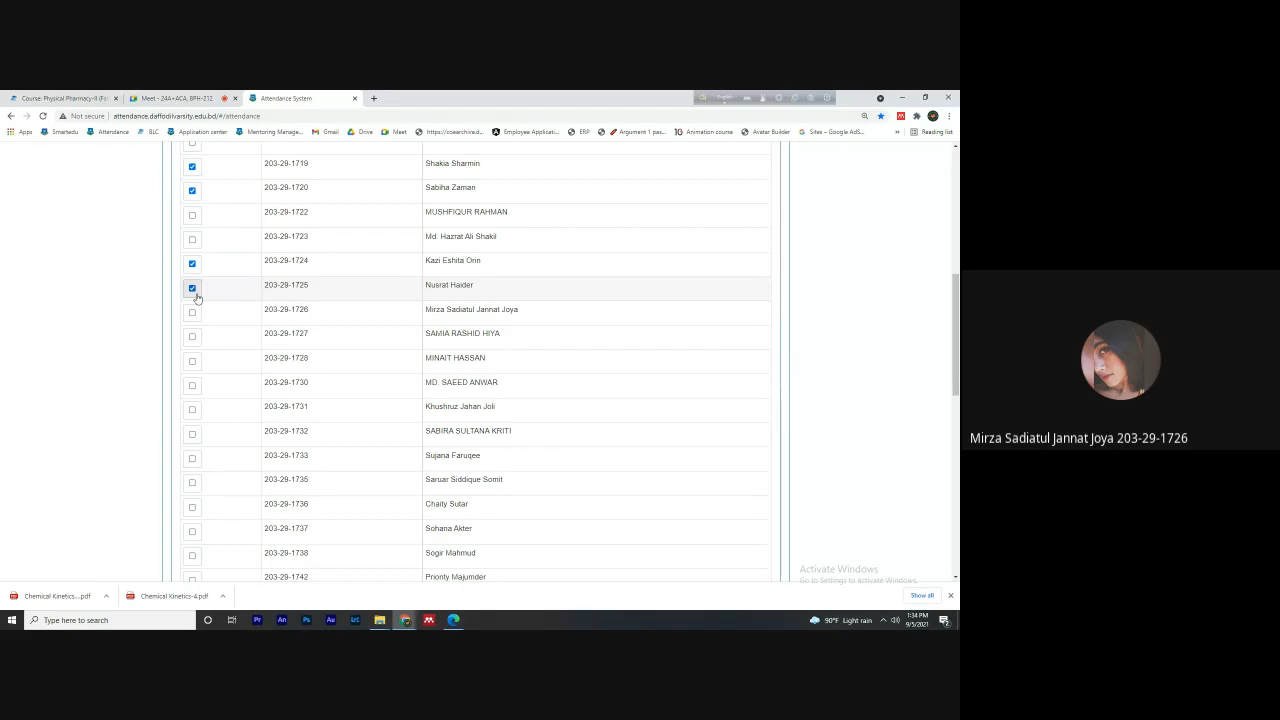 Course: Physical Pharmacy-II (Fa
Meet - 24A+ACA, BPH-212
Attendance System
Not secure | attendance.daffodilvarsity.edu.bd/#/attendance
Apps Smartedu Attendance BLC Application center Mentoring Manage... Gmail Drive Meet https://coearchive.d... Employee Applicati... ERP Argument 1 pas... Animation course Avatar Builder Sites – Google AdS... » Reading list
203-29-1719 Shakia Sharmin
203-29-1720 Sabiha Zaman
203-29-1722 MUSHFIQUR RAHMAN
203-29-1723 Md. Hazrat Ali Shakil
203-29-1724 Kazi Eshita Orin
203-29-1725 Nusrat Haider
203-29-1726 Mirza Sadiatul Jannat Joya
203-29-1727 SAMIA RASHID HIYA
203-29-1728 MINAIT HASSAN
203-29-1730 MD. SAEED ANWAR
203-29-1731 Khushruz Jahan Joli
203-29-1732 SABIRA SULTANA KRITI
203-29-1733 Sujana Faruqee
203-29-1735 Saruar Siddique Somit
203-29-1736 Chaity Sutar
203-29-1737 Sohana Akter
203-29-1738 Sogir Mahmud
203-29-1742 Prionty Majumder
Activate Windows
Go to Settings to activate Windows.
Chemical Kinetics-....pdf
Chemical Kinetics-4.pdf
Show all
Type here to search
Pr An Ps Au LrC
90°F Light rain
1:34 PM
9/5/2021
Mirza Sadiatul Jannat Joya 203-29-1726